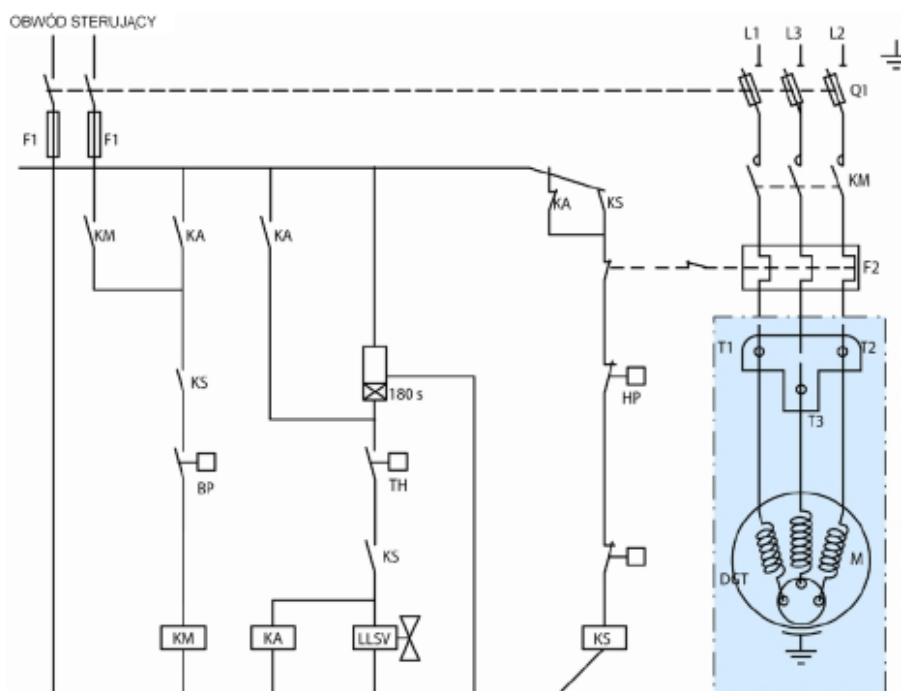 OBWÓD STERUJĄCY
L1 L3 L2
Q1
F1 F1
KA KS
KM
KM KA KA
F2
T1 T2
KS
180 s
HP
T3
BP TH
KS
DGT M
KM KA LLSV KS